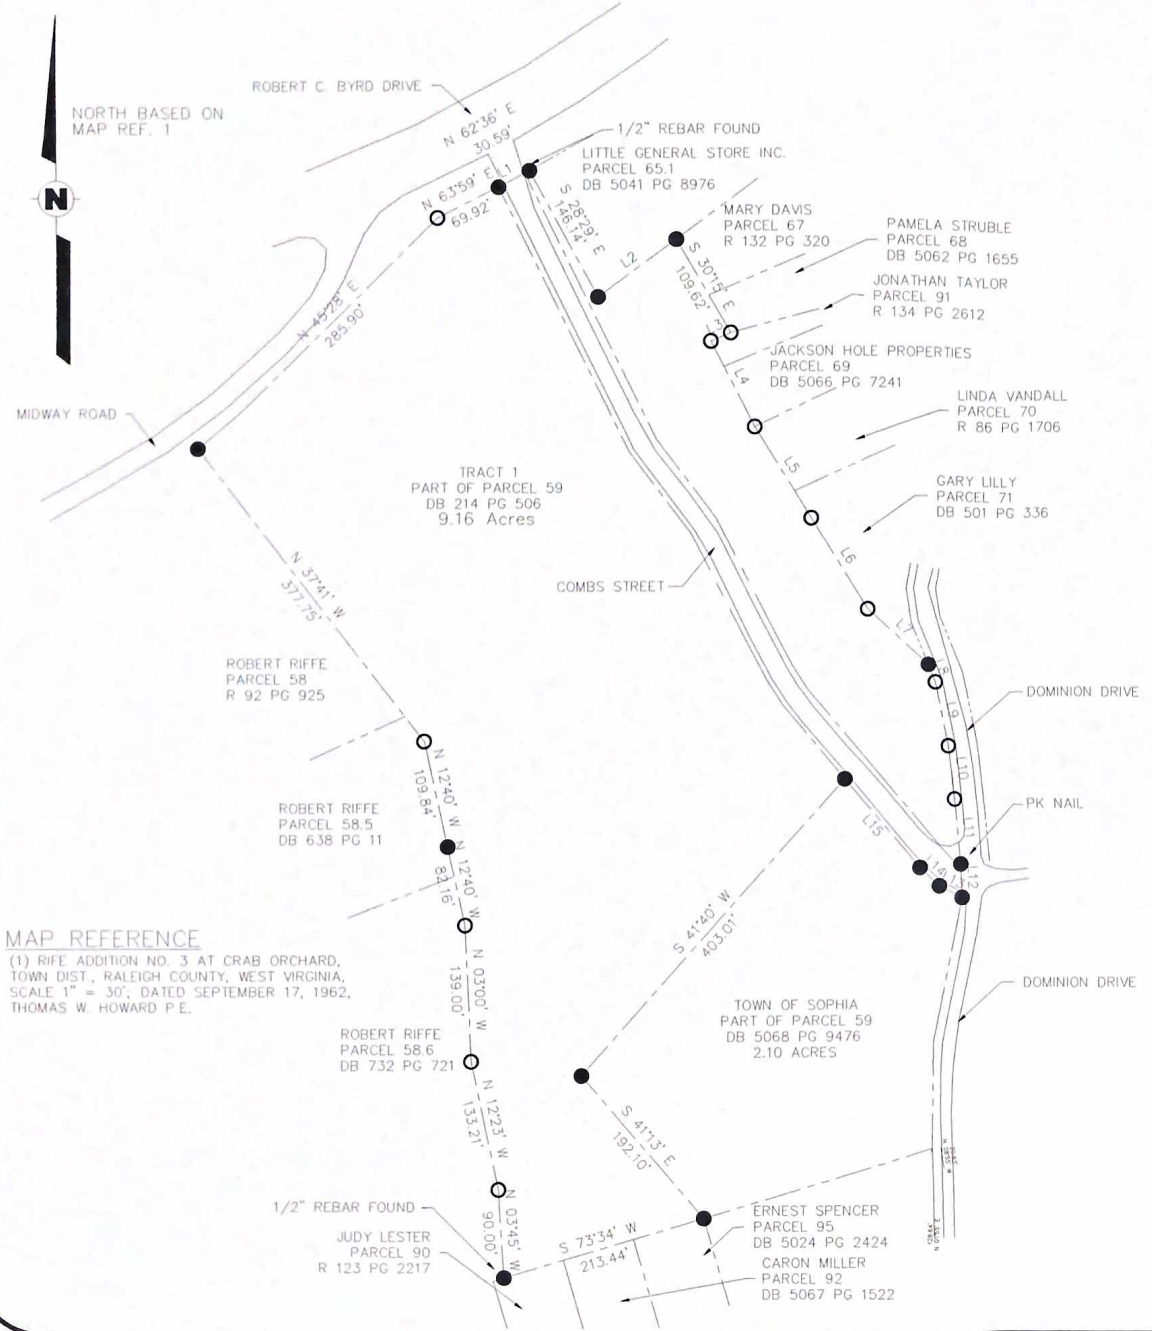 ROBERT C. BYRD DRIVE
NORTH BASED ON
MAP REF. 1
N
N 62°36' E
30.59'
1/2" REBAR FOUND
LITTLE GENERAL STORE INC.
PARCEL 65.1
DB 5041 PG 8976
N 63°59' E
69.92'
L1
S 28°29' E
146.14'
L2
MARY DAVIS
PARCEL 67
R 132 PG 320
PAMELA STRUBLE
PARCEL 68
DB 5062 PG 1655
S 30°15' E
109.62'
JONATHAN TAYLOR
PARCEL 91
R 134 PG 2612
N 45°28' E
285.90'
L3
JACKSON HOLE PROPERTIES
PARCEL 69
DB 5066 PG 7241
L4
LINDA VANDALL
PARCEL 70
R 86 PG 1706
MIDWAY ROAD
L5
TRACT 1
PART OF PARCEL 59
DB 214 PG 506
9.16 Acres
GARY LILLY
PARCEL 71
DB 501 PG 336
L6
N 37°41' W
377.75'
COMBS STREET
L7
ROBERT RIFFE
PARCEL 58
R 92 PG 925
L8
DOMINION DRIVE
L9
N 12°40' W
109.84'
L10
ROBERT RIFFE
PARCEL 58.5
DB 638 PG 11
PK NAIL
L15
L11
N 12°40' W
82.16'
L14
L12
S 41°40' W
403.01'
MAP REFERENCE
(1) RIFE ADDITION NO. 3 AT CRAB ORCHARD,
TOWN DIST., RALEIGH COUNTY, WEST VIRGINIA,
SCALE 1" = 30', DATED SEPTEMBER 17, 1962,
THOMAS W. HOWARD P.E.
N 03°00' W
139.00'
DOMINION DRIVE
TOWN OF SOPHIA
PART OF PARCEL 59
DB 5068 PG 9476
2.10 ACRES
ROBERT RIFFE
PARCEL 58.6
DB 732 PG 721
N 12°23' W
133.21'
S 41°13' E
192.10'
1/2" REBAR FOUND
N 03°45' W
90.00'
JUDY LESTER
PARCEL 90
R 123 PG 2217
S 73°34' W
213.44'
ERNEST SPENCER
PARCEL 95
DB 5024 PG 2424
CARON MILLER
PARCEL 92
DB 5067 PG 1522